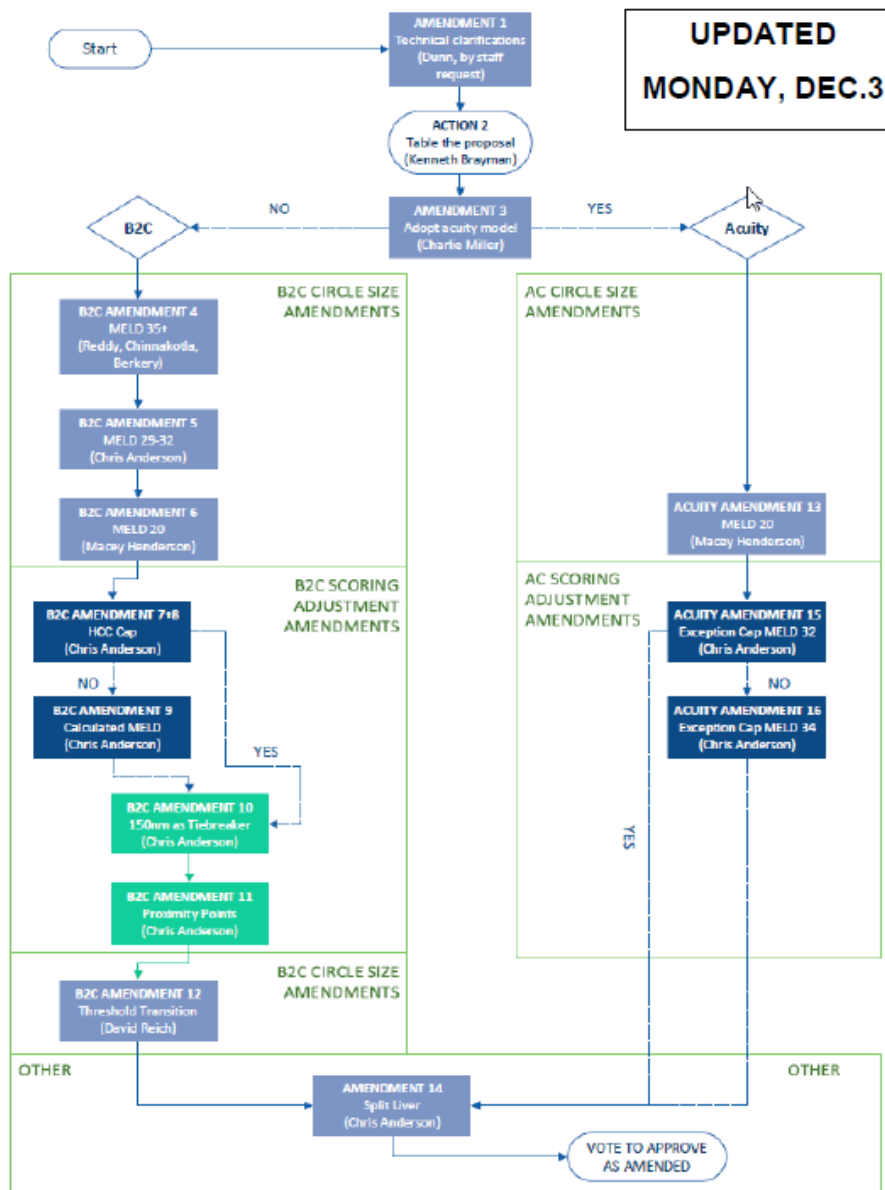 Start
AMENDMENT 1
Technical clarifications
(Dunn, by staff
request)
UPDATED
MONDAY, DEC.3
ACTION 2
Table the proposal
(Kenneth Brayman)
B2C
NO
AMENDMENT 3
Adopt acuity model
(Charlie Miller)
YES
Acuity
B2C CIRCLE SIZE
AMENDMENTS
AC CIRCLE SIZE
AMENDMENTS
B2C AMENDMENT 4
MELD 35+
(Reddy, Chinnakotla,
Berkery)
B2C AMENDMENT 5
MELD 29-32
(Chris Anderson)
B2C AMENDMENT 6
MELD 20
(Macey Henderson)
ACUITY AMENDMENT 13
MELD 20
(Macey Henderson)
B2C SCORING
ADJUSTMENT
AMENDMENTS
AC SCORING
ADJUSTMENT
AMENDMENTS
B2C AMENDMENT 7+8
HCC Cap
(Chris Anderson)
ACUITY AMENDMENT 15
Exception Cap MELD 32
(Chris Anderson)
NO
NO
B2C AMENDMENT 9
Calculated MELD
(Chris Anderson)
ACUITY AMENDMENT 16
Exception Cap MELD 34
(Chris Anderson)
YES
B2C AMENDMENT 10
150nm as Tiebreaker
(Chris Anderson)
YES
B2C AMENDMENT 11
Proximity Points
(Chris Anderson)
B2C CIRCLE SIZE
AMENDMENTS
B2C AMENDMENT 12
Threshold Transition
(David Reich)
OTHER
OTHER
AMENDMENT 14
Split Liver
(Chris Anderson)
VOTE TO APPROVE
AS AMENDED